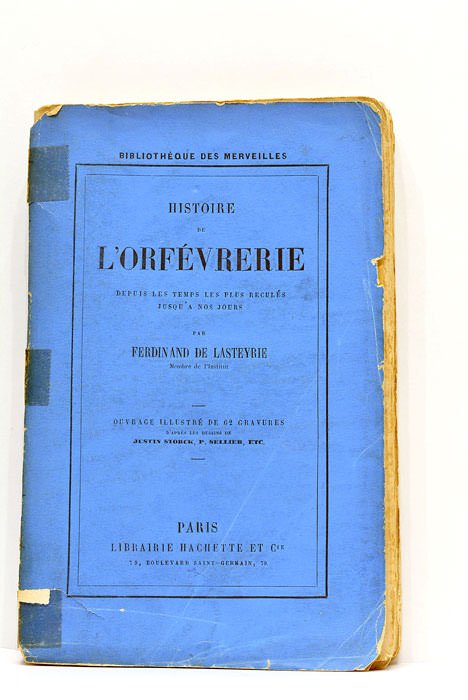 BIBLIOTHÈQUE DES MERVEILLES
HISTOIRE
DE
L'ORFÉVRERIE
DEPUIS LES TEMPS LES PLUS RECULÉS
JUSQU'A NOS JOURS
PAR
FERDINAND DE LASTEYRIE
Membre de l'Institut
OUVRAGE ILLUSTRÉ DE 62 GRAVURES
D'APRÈS LES DESSINS DE
JUSTIN STORCK, P. SELLIER, ETC.
PARIS
LIBRAIRIE HACHETTE ET Cie
79, BOULEVARD SAINT-GERMAIN, 79